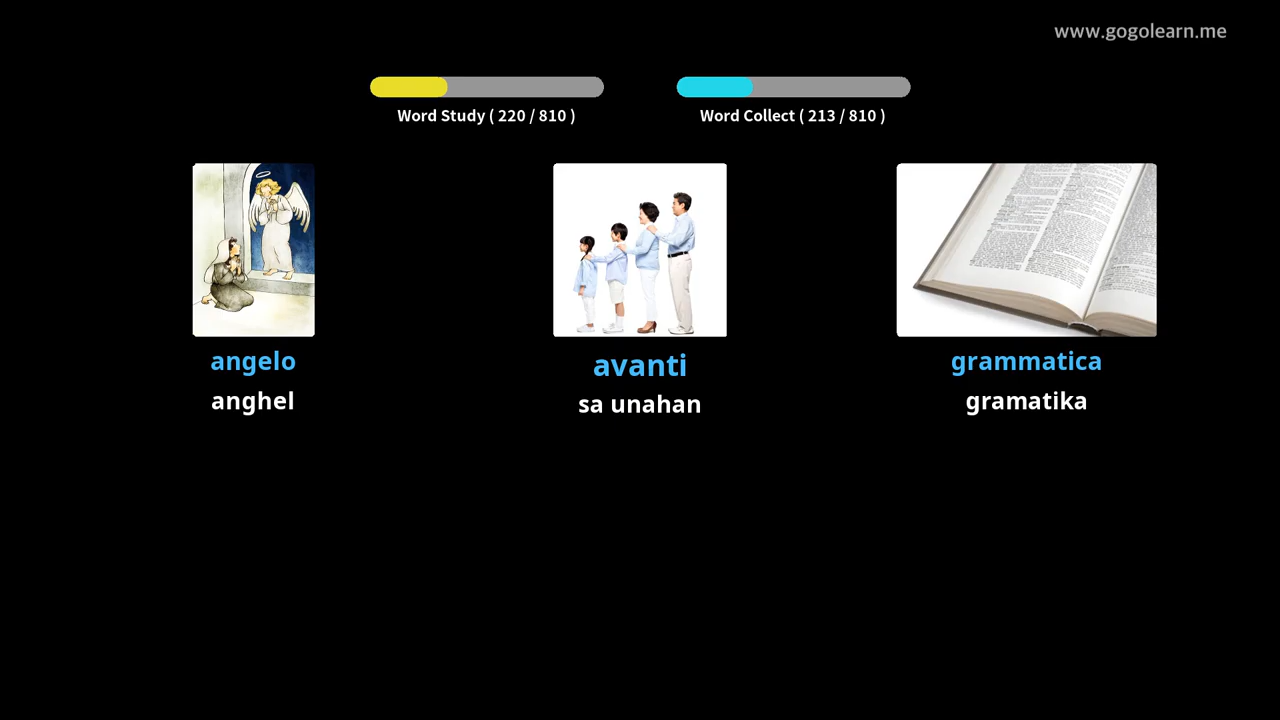 www.gogolearn.me
Word Study ( 220 / 810 )
Word Collect ( 213 / 810 )
angelo
anghel
avanti
sa unahan
grammatica
gramatika